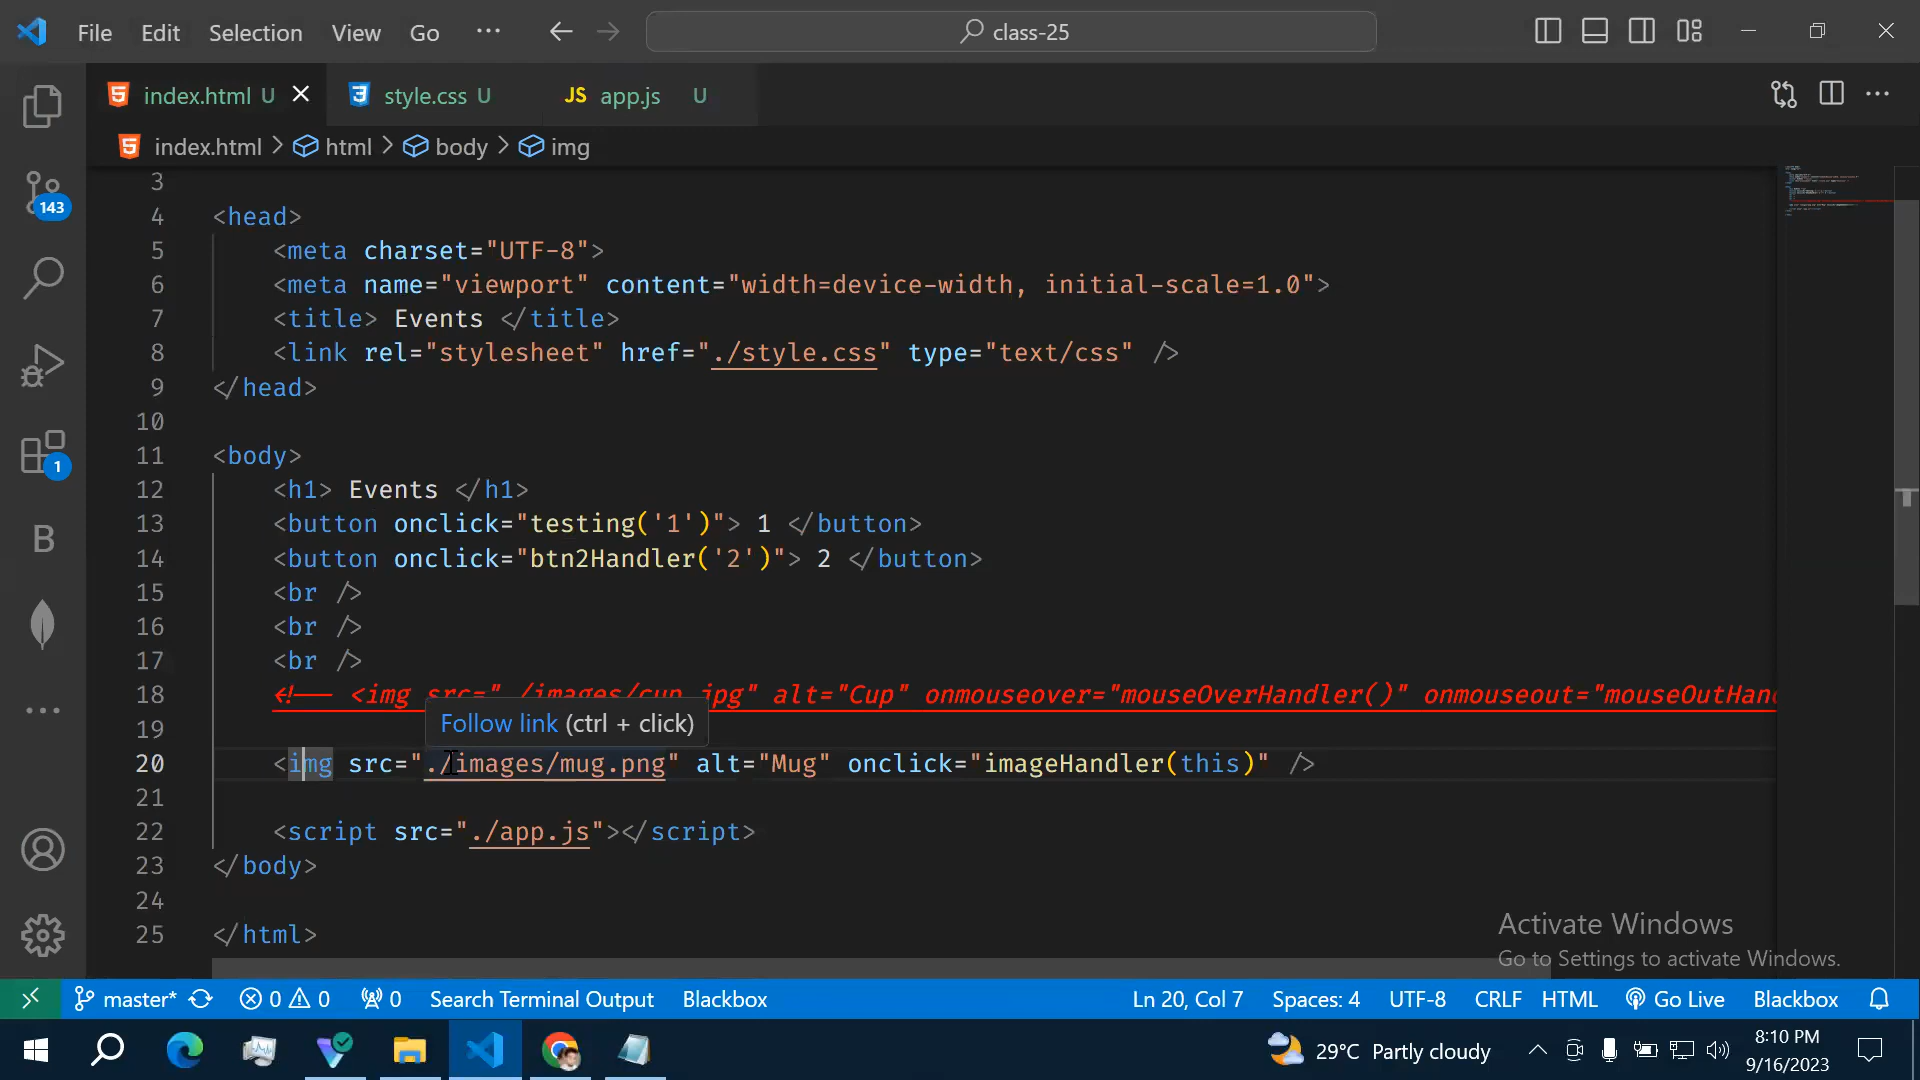 File Edit Selection View Go ··· class-25
index.html U style.css U JS app.js U
index.html > html > body > img
143
1
B
3
4 <head>
5 <meta charset="UTF-8">
6 <meta name="viewport" content="width=device-width, initial-scale=1.0">
7 <title> Events </title>
8 <link rel="stylesheet" href="./style.css" type="text/css" />
9 </head>
10
11 <body>
12 <h1> Events </h1>
13 <button onclick="testing('1')"> 1 </button>
14 <button onclick="btn2Handler('2')"> 2 </button>
15 <br />
16 <br />
17 <br />
18 <!-- <img src="./images/cup.jpg" alt="Cup" onmouseover="mouseOverHandler()" onmouseout="mouseOutHand
Follow link (ctrl + click)
19
20 <img src="./images/mug.png" alt="Mug" onclick="imageHandler(this)" />
21
22 <script src="./app.js"></script>
23 </body>
24
25 </html>
Activate Windows
Go to Settings to activate Windows.
master* 0 0 0 Search Terminal Output Blackbox Ln 20, Col 7 Spaces: 4 UTF-8 CRLF HTML Go Live Blackbox
29°C Partly cloudy 8:10 PM
9/16/2023